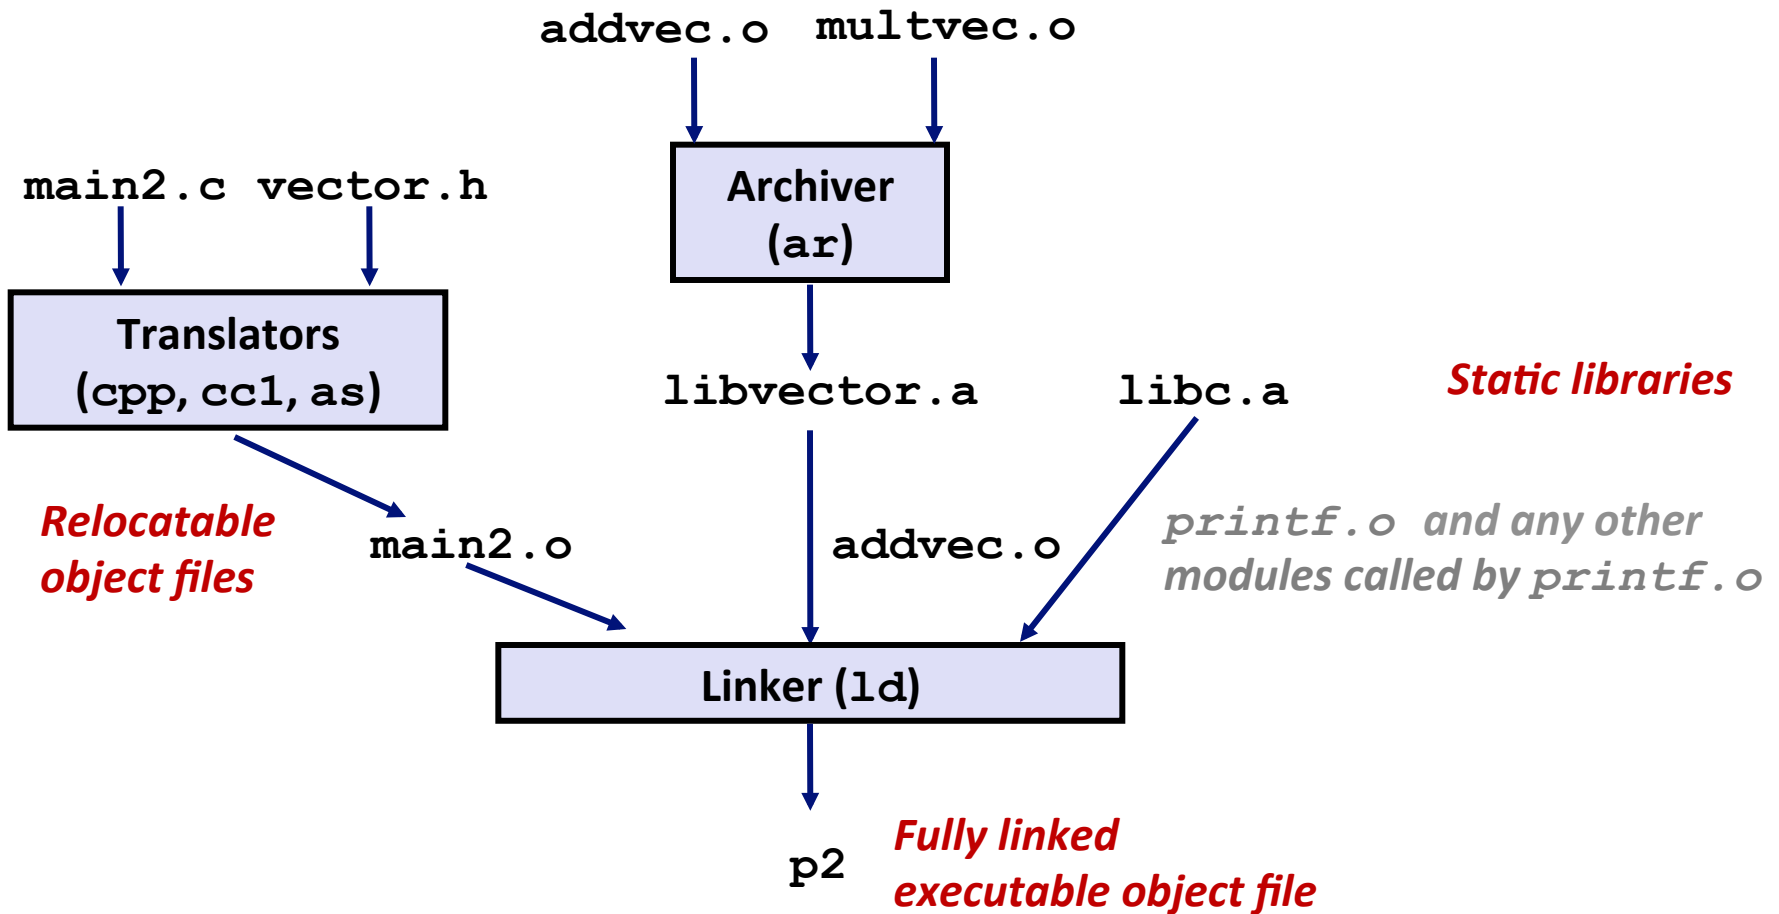 addvec.o multvec.o
main2.c vector.h
Archiver
(ar)
Translators
(cpp, cc1, as)
libvector.a
libc.a
Static libraries
Relocatable
object files
main2.o
addvec.o
printf.o and any other
modules called by printf.o
Linker (ld)
p2
Fully linked
executable object file